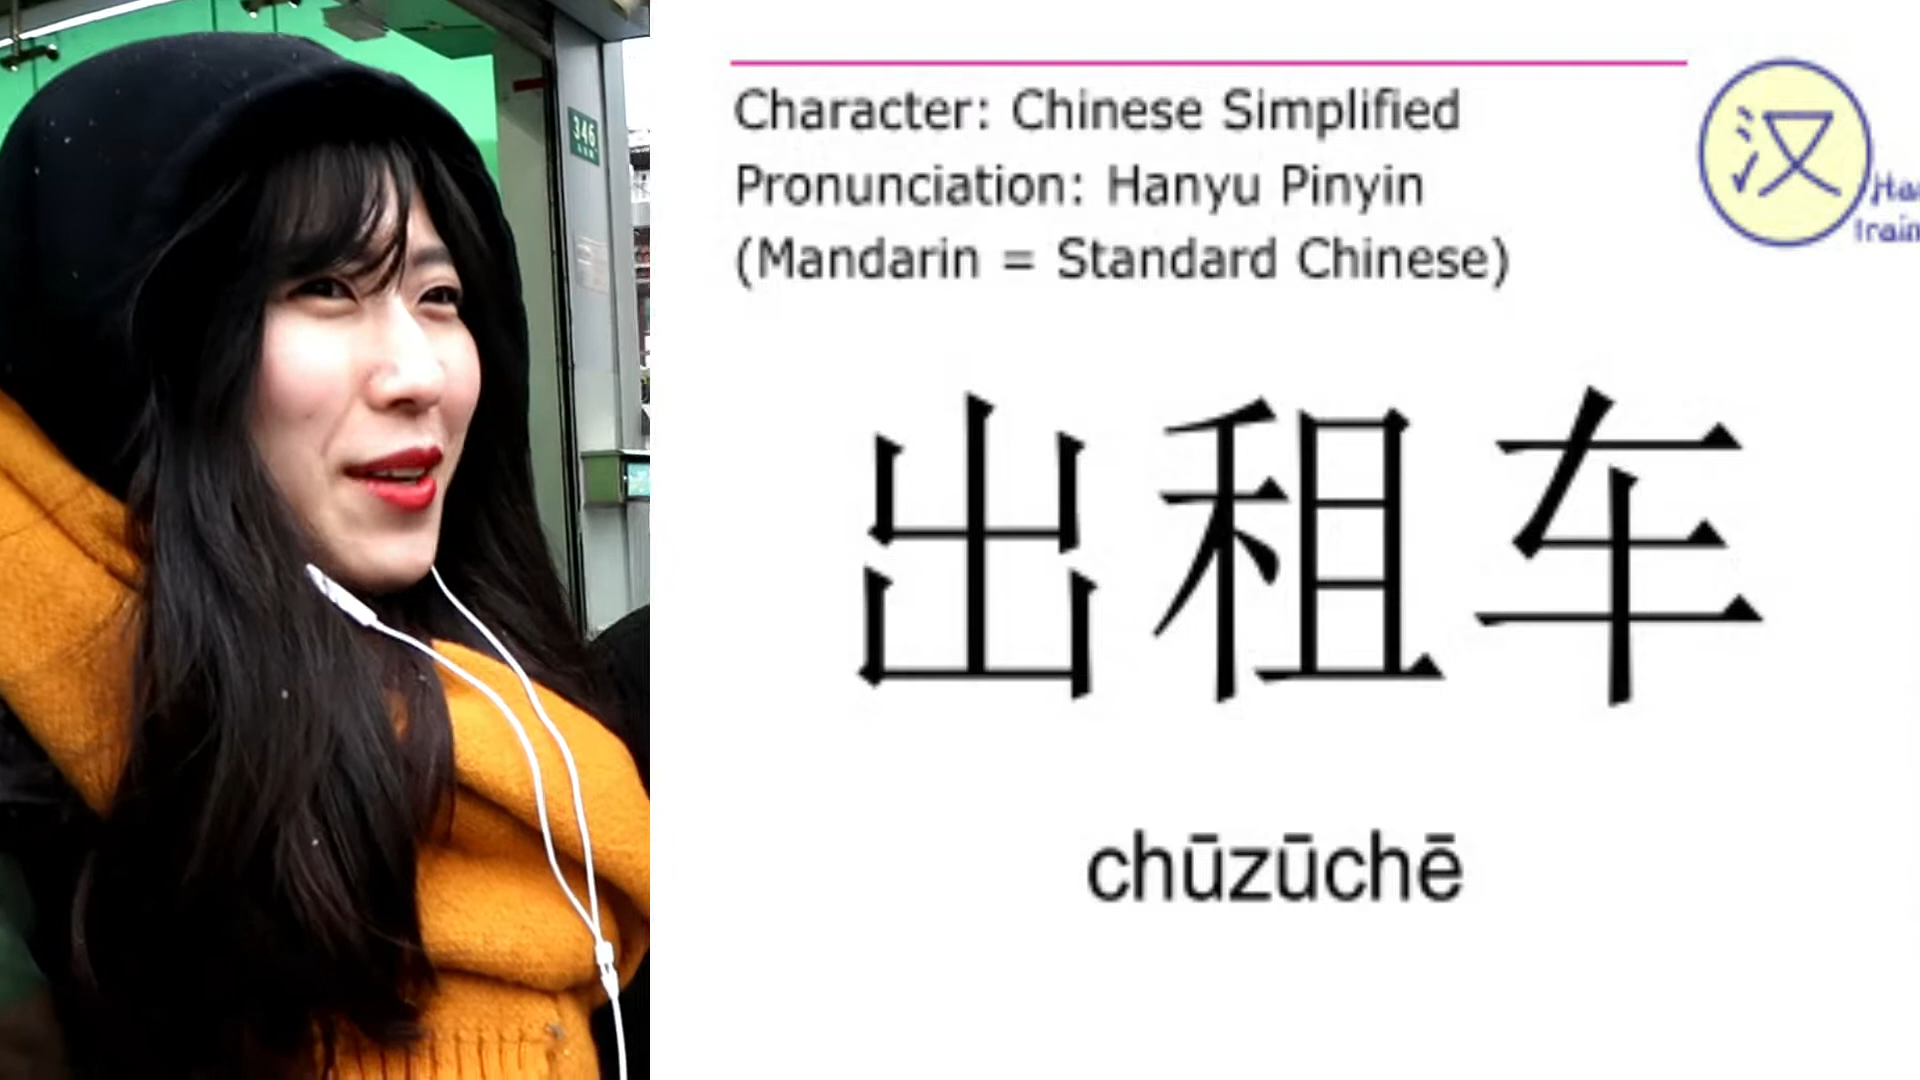 346
Character: Chinese Simplified
Pronunciation: Hanyu Pinyin
(Mandarin = Standard Chinese)
汉
出租车
chūzūchē